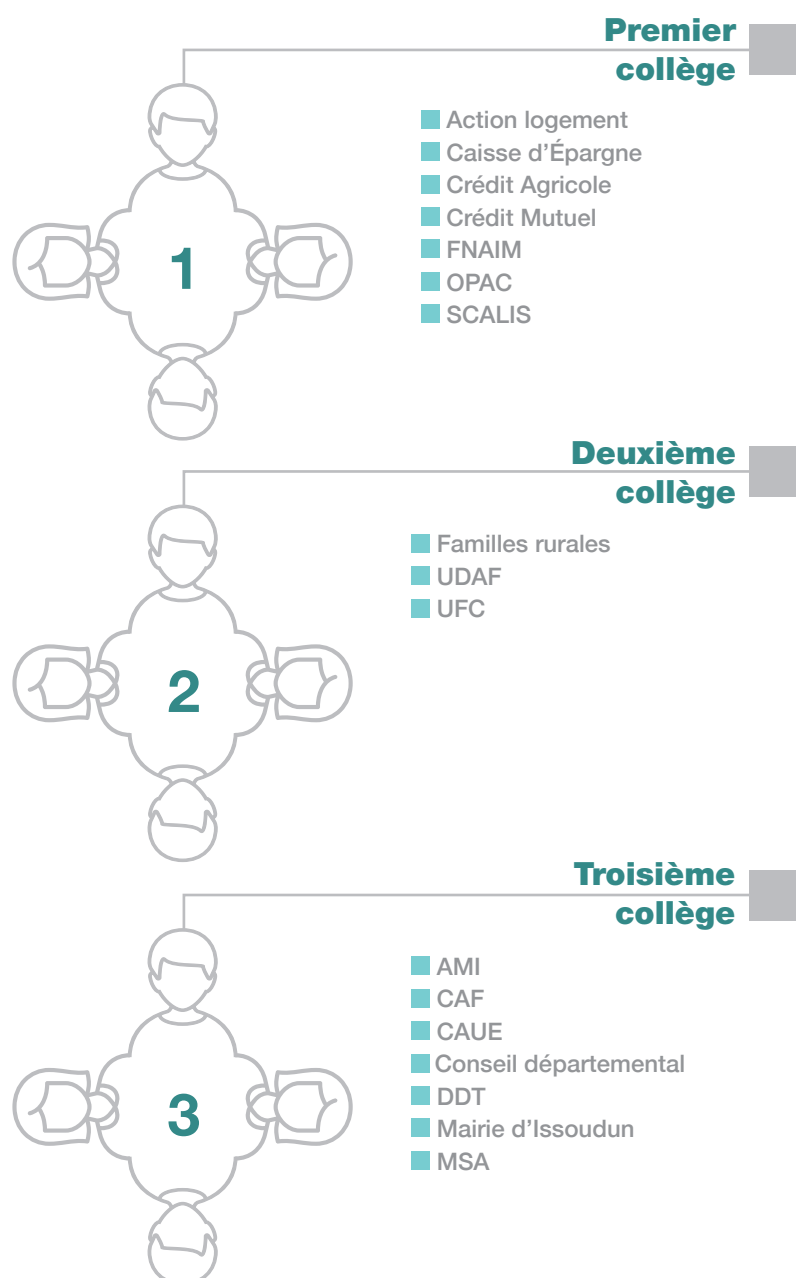 Premier
collège
Action logement
Caisse d'Épargne
Crédit Agricole
Crédit Mutuel
FNAIM
OPAC
SCALIS
1
Deuxième
collège
Familles rurales
UDAF
UFC
2
Troisième
collège
AMI
CAF
CAUE
Conseil départemental
DDT
Mairie d'Issoudun
MSA
3